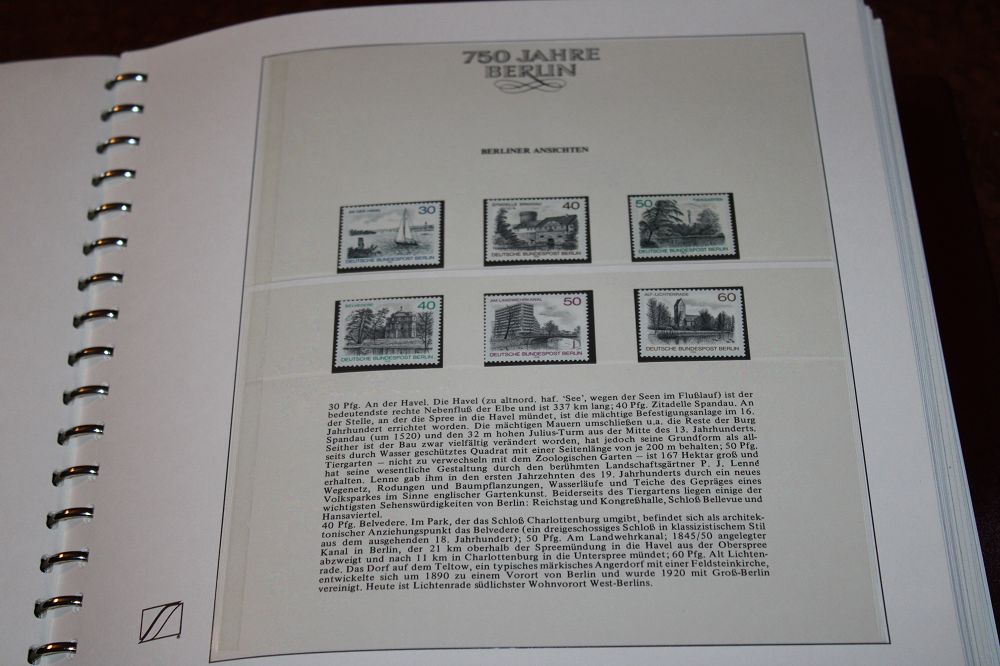 750 JAHRE
BERLIN
BERLINER ANSICHTEN
AN DER HAVEL 30
DEUTSCHE BUNDESPOST BERLIN
ZITADELLE SPANDAU 40
DEUTSCHE BUNDESPOST BERLIN
50 TIERGARTEN
DEUTSCHE BUNDESPOST BERLIN
BELVEDERE 40
DEUTSCHE BUNDESPOST BERLIN
AM LANDWEHRKANAL 50
DEUTSCHE BUNDESPOST BERLIN
ALT-LICHTENRADE 60
DEUTSCHE BUNDESPOST BERLIN
30 Pfg. An der Havel. Die Havel (zu altnord. haf. 'See', wegen der Seen im Flußlauf) ist der
bedeutendste rechte Nebenfluß der Elbe und ist 337 km lang; 40 Pfg. Zitadelle Spandau. An
der Stelle, an der die Spree in die Havel mündet, ist die mächtige Befestigungsanlage im 16.
Jahrhundert errichtet worden. Die mächtigen Mauern umschließen u.a. die Reste der Burg
Spandau (um 1520) und den 32 m hohen Julius-Turm aus der Mitte des 13. Jahrhunderts.
Seither ist der Bau zwar vielfältig verändert worden, hat jedoch seine Grundform als all-
seits durch Wasser geschütztes Quadrat mit einer Seitenlänge von je 200 m behalten; 50 Pfg.
Tiergarten – nicht zu verwechseln mit dem Zoologischen Garten – ist 167 Hektar groß und
hat seine wesentliche Gestaltung durch den berühmten Landschaftsgärtner P. J. Lenné
erhalten. Lenne gab ihm in den ersten Jahrzehnten des 19. Jahrhunderts durch ein neues
Wegenetz, Rodungen und Baumpflanzungen, Wasserläufe und Teiche des Gepräges eines
Volksparkes im Sinne englischer Gartenkunst. Beiderseits des Tiergartens liegen einige der
wichtigsten Sehenswürdigkeiten von Berlin: Reichstag und Kongreßhalle, Schloß Bellevue und
Hansaviertel.
40 Pfg. Belvedere. Im Park, der das Schloß Charlottenburg umgibt, befindet sich als architek-
tonischer Anziehungspunkt das Belvedere (ein dreigeschossiges Schloß in klassizistischem Stil
aus dem ausgehenden 18. Jahrhundert); 50 Pfg. Am Landwehrkanal; 1845/50 angelegter
Kanal in Berlin, der 21 km oberhalb der Spreemündung in die Havel aus der Oberspree
abzweigt und nach 11 km in Charlottenburg in die Unterspree mündet; 60 Pfg. Alt Lichten-
rade. Das Dorf auf dem Teltow, ein typisches märkisches Angerdorf mit einer Feldsteinkirche,
entwickelte sich um 1890 zu einem Vorort von Berlin und wurde 1920 mit Groß-Berlin
vereinigt. Heute ist Lichtenrade südlichster Wohnvorort West-Berlins.